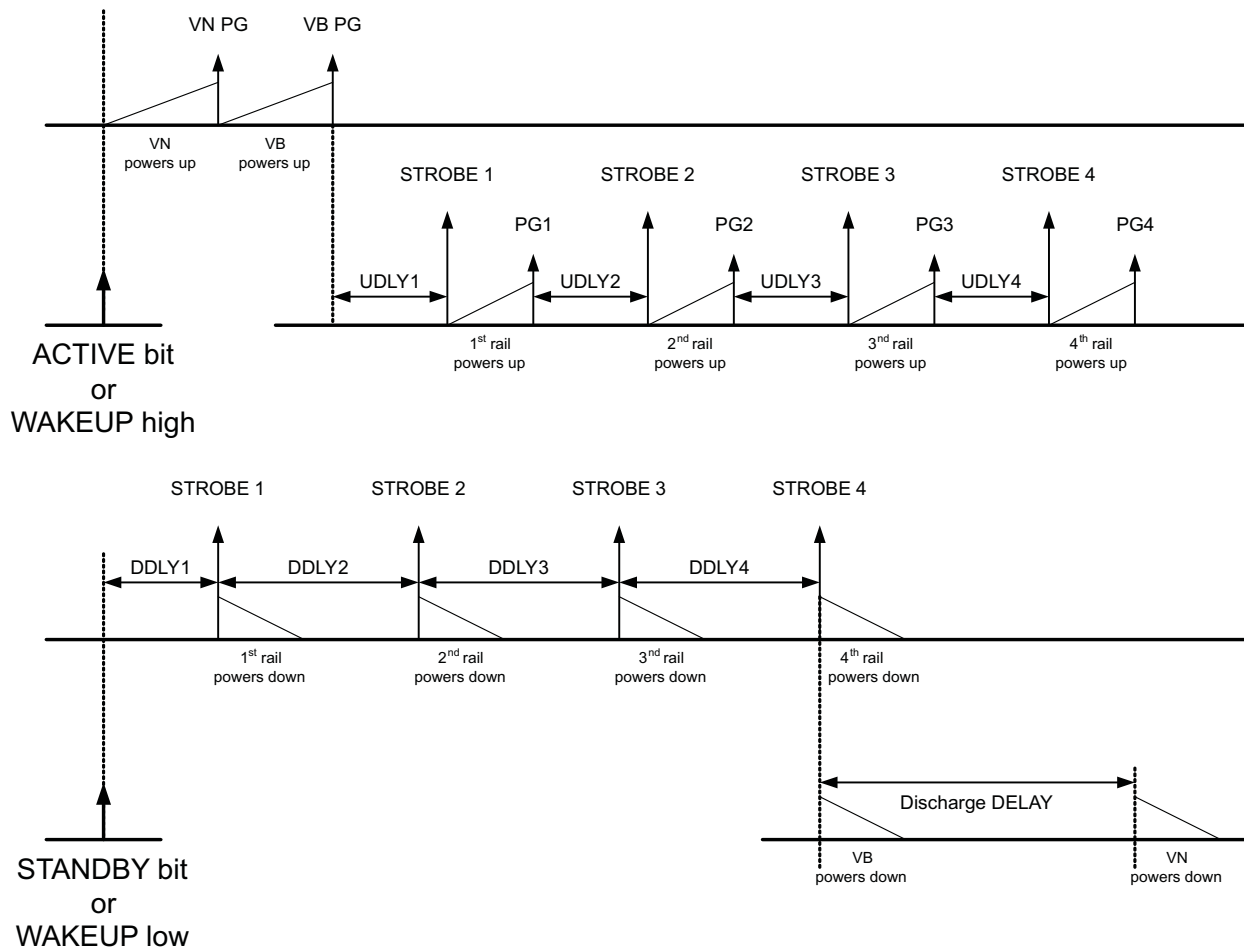 VN PG
VB PG
VN
powers up
VB
powers up
STROBE 1
STROBE 2
STROBE 3
STROBE 4
PG1
PG2
PG3
PG4
UDLY1
UDLY2
UDLY3
UDLY4
1st rail
powers up
2nd rail
powers up
3nd rail
powers up
4th rail
powers up
ACTIVE bit
or
WAKEUP high
STROBE 1
STROBE 2
STROBE 3
STROBE 4
DDLY1
DDLY2
DDLY3
DDLY4
1st rail
powers down
2nd rail
powers down
3nd rail
powers down
4th rail
powers down
Discharge DELAY
VB
powers down
VN
powers down
STANDBY bit
or
WAKEUP low